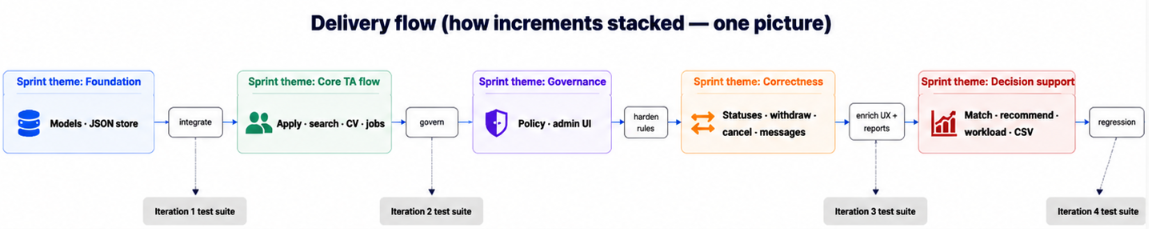 Delivery flow (how increments stacked — one picture)
Sprint theme: Foundation
Models · JSON store
integrate
Sprint theme: Core TA flow
Apply · search · CV · jobs
govern
Sprint theme: Governance
Policy · admin UI
harden
rules
Sprint theme: Correctness
Statuses · withdraw ·
cancel · messages
enrich UX +
reports
Sprint theme: Decision support
Match · recommend ·
workload · CSV
regression
Iteration 1 test suite
Iteration 2 test suite
Iteration 3 test suite
Iteration 4 test suite